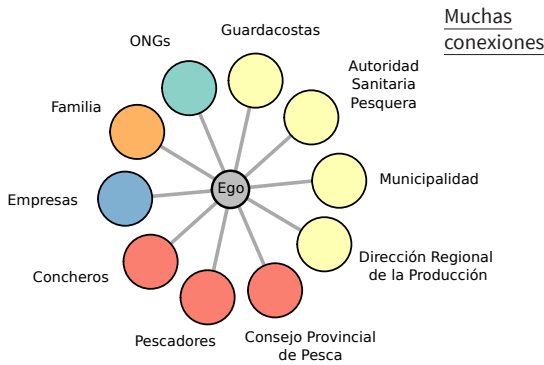 Muchas
conexiones
Guardacostas
ONGs
Autoridad
Sanitaria
Pesquera
Familia
Municipalidad
Ego
Empresas
Dirección Regional
de la Producción
Concheros
Consejo Provincial
de Pesca
Pescadores